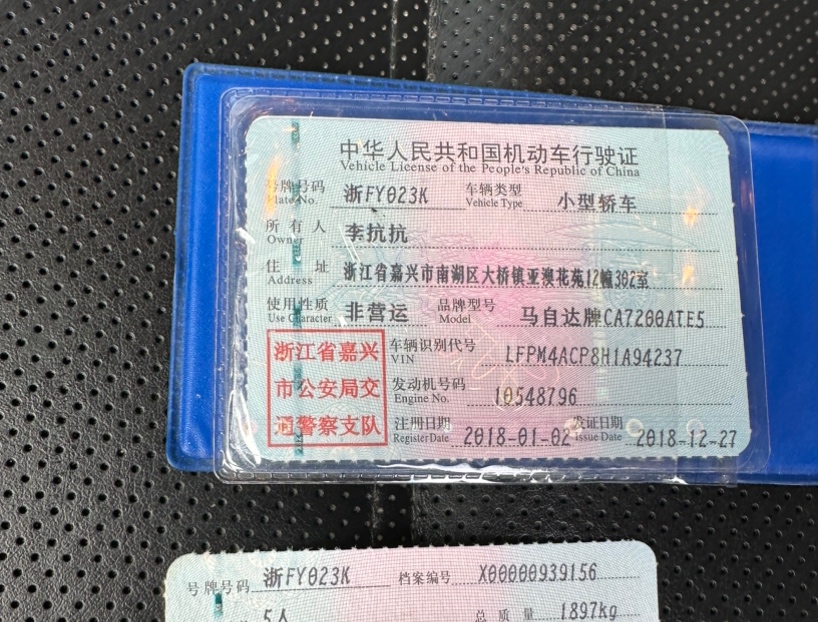 中华人民共和国机动车行驶证
Vehicle License of the People's Republic of China
号牌号码 浙FY023K 车辆类型 小型轿车
Plate No. Vehicle Type
所有人 李抗抗
Owner
住址 浙江省嘉兴市南湖区大桥镇亚澳花苑12幢302室
Address
使用性质 非营运 品牌型号 马自达牌CA7200ATE5
Use Character Model
浙江省嘉兴
市公安局交
通警察支队
车辆识别代号 LFPM4ACP8H1A94237
VIN
发动机号码 10548796
Engine No.
注册日期 2018-01-02 发证日期 2018-12-27
Register Date Issue Date
号牌号码 浙FY023K 档案编号 X00000939156
5人 总质量 1897kg